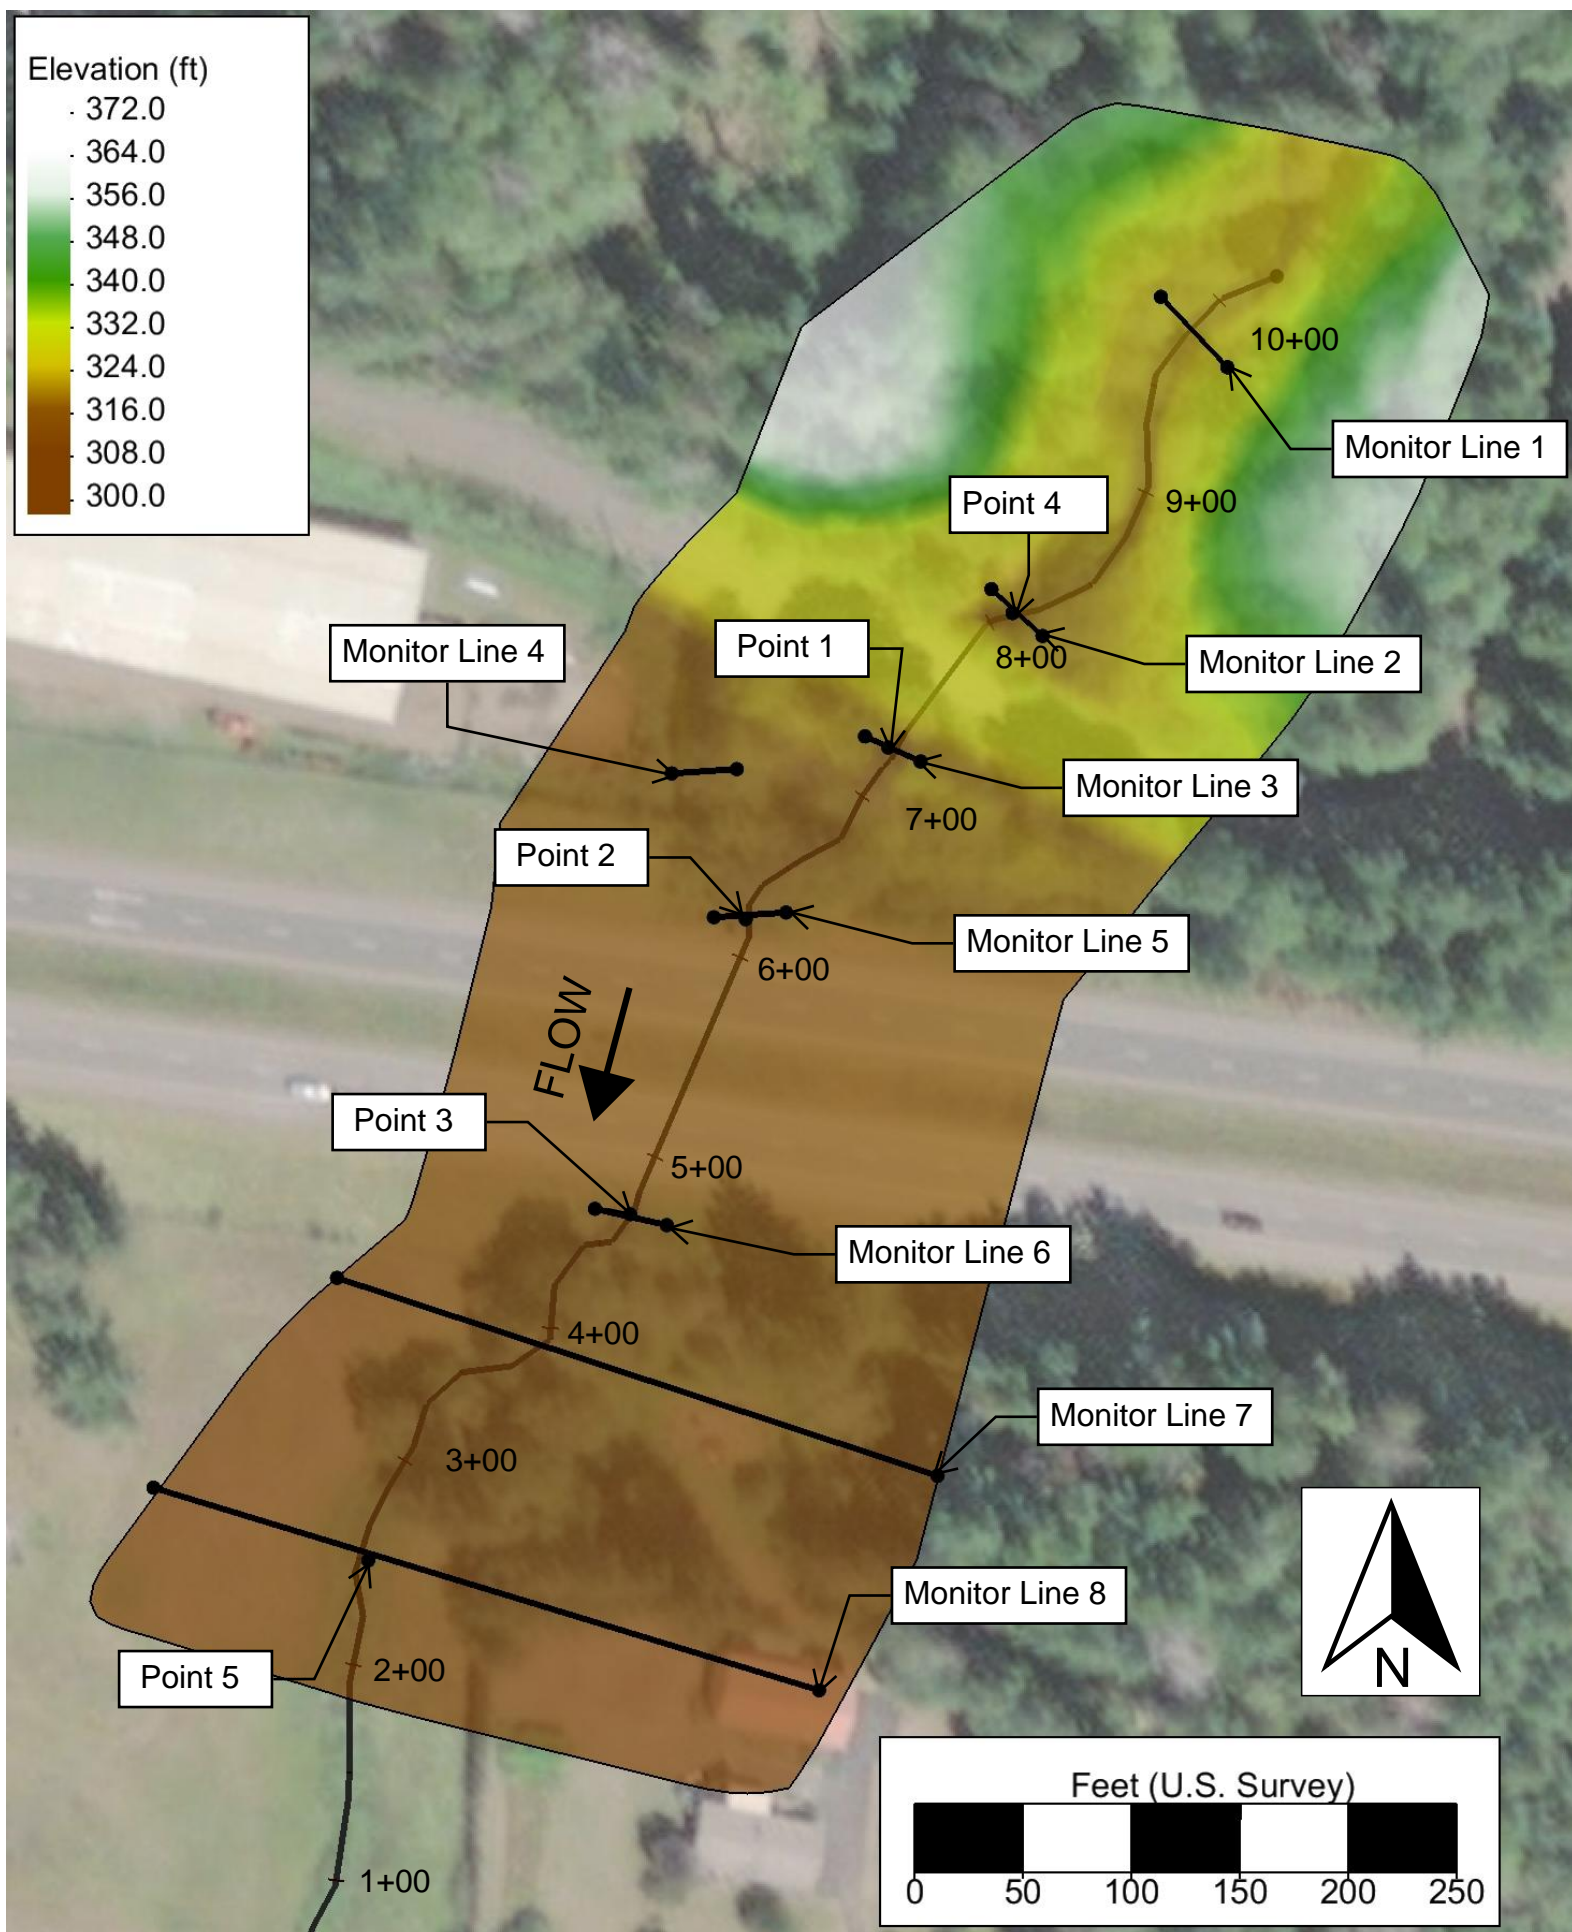 Elevation (ft)
372.0
364.0
356.0
348.0
340.0
332.0
324.0
316.0
308.0
300.0
10+00
Monitor Line 1
9+00
Point 4
Monitor Line 4
Point 1
8+00
Monitor Line 2
Monitor Line 3
7+00
Point 2
Monitor Line 5
6+00
FLOW
Point 3
5+00
Monitor Line 6
4+00
Monitor Line 7
3+00
Monitor Line 8
Point 5
2+00
N
Feet (U.S. Survey)
0 50 100 150 200 250
1+00